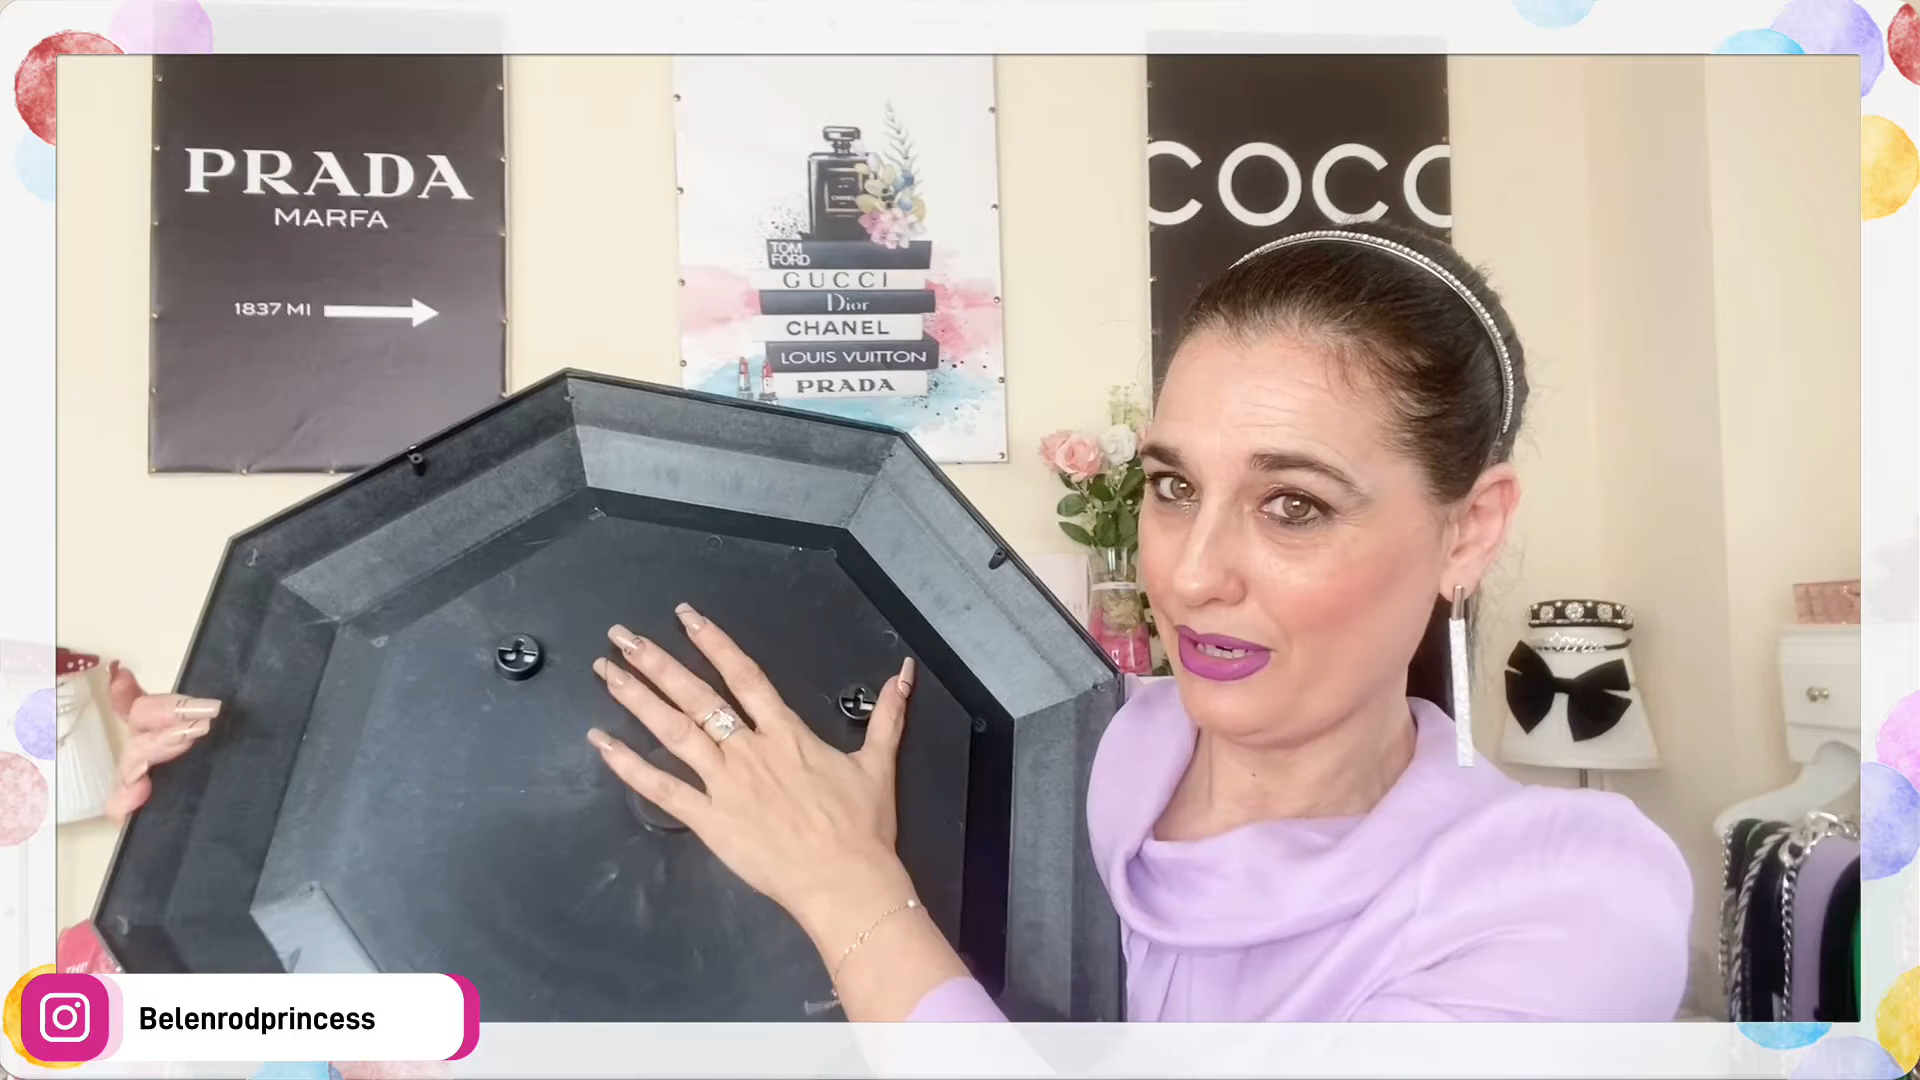 PRADA
MARFA
1837 MI
TOM
FORD
GUCCI
Dior
CHANEL
LOUIS VUITTON
PRADA
COCO
Belenrodprincess